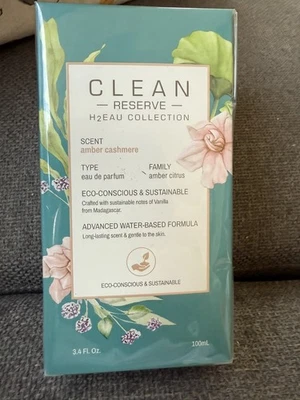 CLEAN
RESERVE
H2EAU COLLECTION
SCENT
amber cashmere
TYPE
eau de parfum
FAMILY
amber citrus
ECO-CONSCIOUS & SUSTAINABLE
Crafted with sustainable notes of Vanilla
from Madagascar.
ADVANCED WATER-BASED FORMULA
Long-lasting scent & gentle to the skin.
ECO-CONSCIOUS & SUSTAINABLE
3.4 Fl. Oz.
100mL